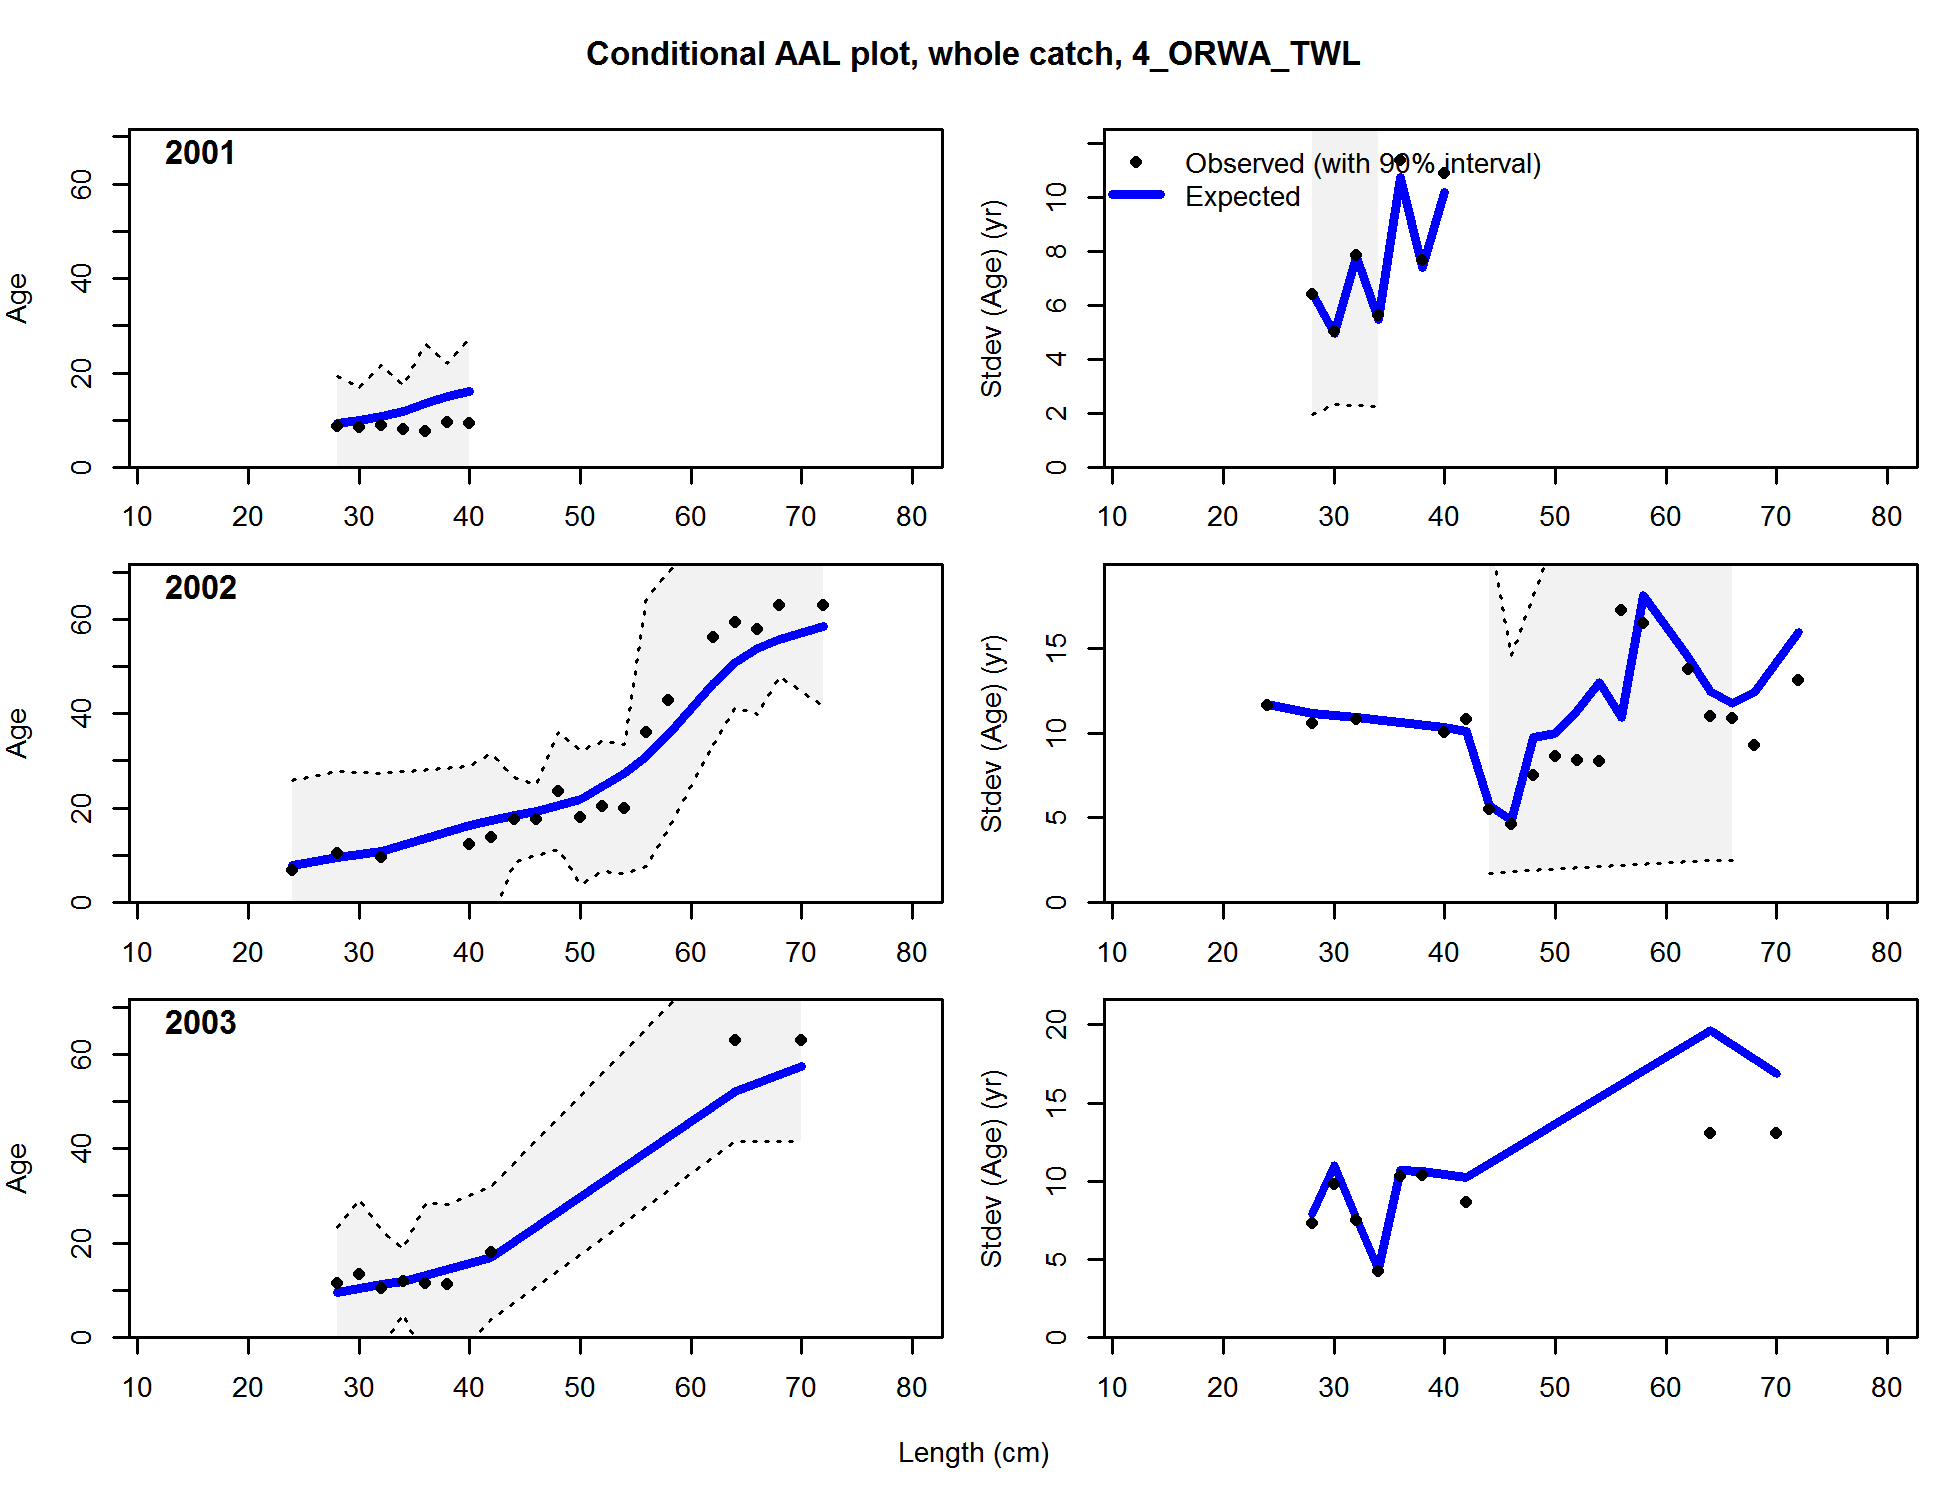 Conditional AAL plot, whole catch, 4_ORWA_TWL
2001
Age
0 20 40 60
10 20 30 40 50 60 70 80
Observed (with 90% interval)
Expected
Stdev (Age) (yr)
0 2 4 6 8 10
10 20 30 40 50 60 70 80
2002
Age
0 20 40 60
10 20 30 40 50 60 70 80
Stdev (Age) (yr)
0 5 10 15
10 20 30 40 50 60 70 80
2003
Age
0 20 40 60
10 20 30 40 50 60 70 80
Stdev (Age) (yr)
0 5 10 15 20
10 20 30 40 50 60 70 80
Length (cm)